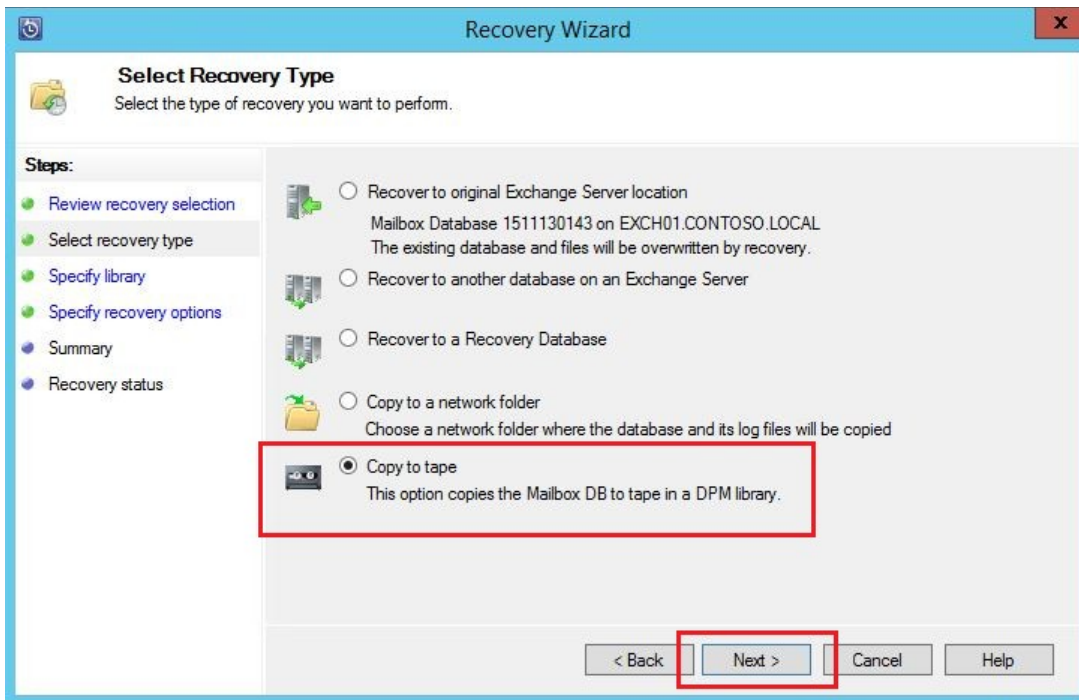 Recovery Wizard
x
Select Recovery Type
Select the type of recovery you want to perform.
Steps:
Review recovery selection
Select recovery type
Specify library
Specify recovery options
Summary
Recovery status
Recover to original Exchange Server location
Mailbox Database 1511130143 on EXCH01.CONTOSO.LOCAL
The existing database and files will be overwritten by recovery.
Recover to another database on an Exchange Server
Recover to a Recovery Database
Copy to a network folder
Choose a network folder where the database and its log files will be copied
Copy to tape
This option copies the Mailbox DB to tape in a DPM library.
< Back
Next >
Cancel
Help